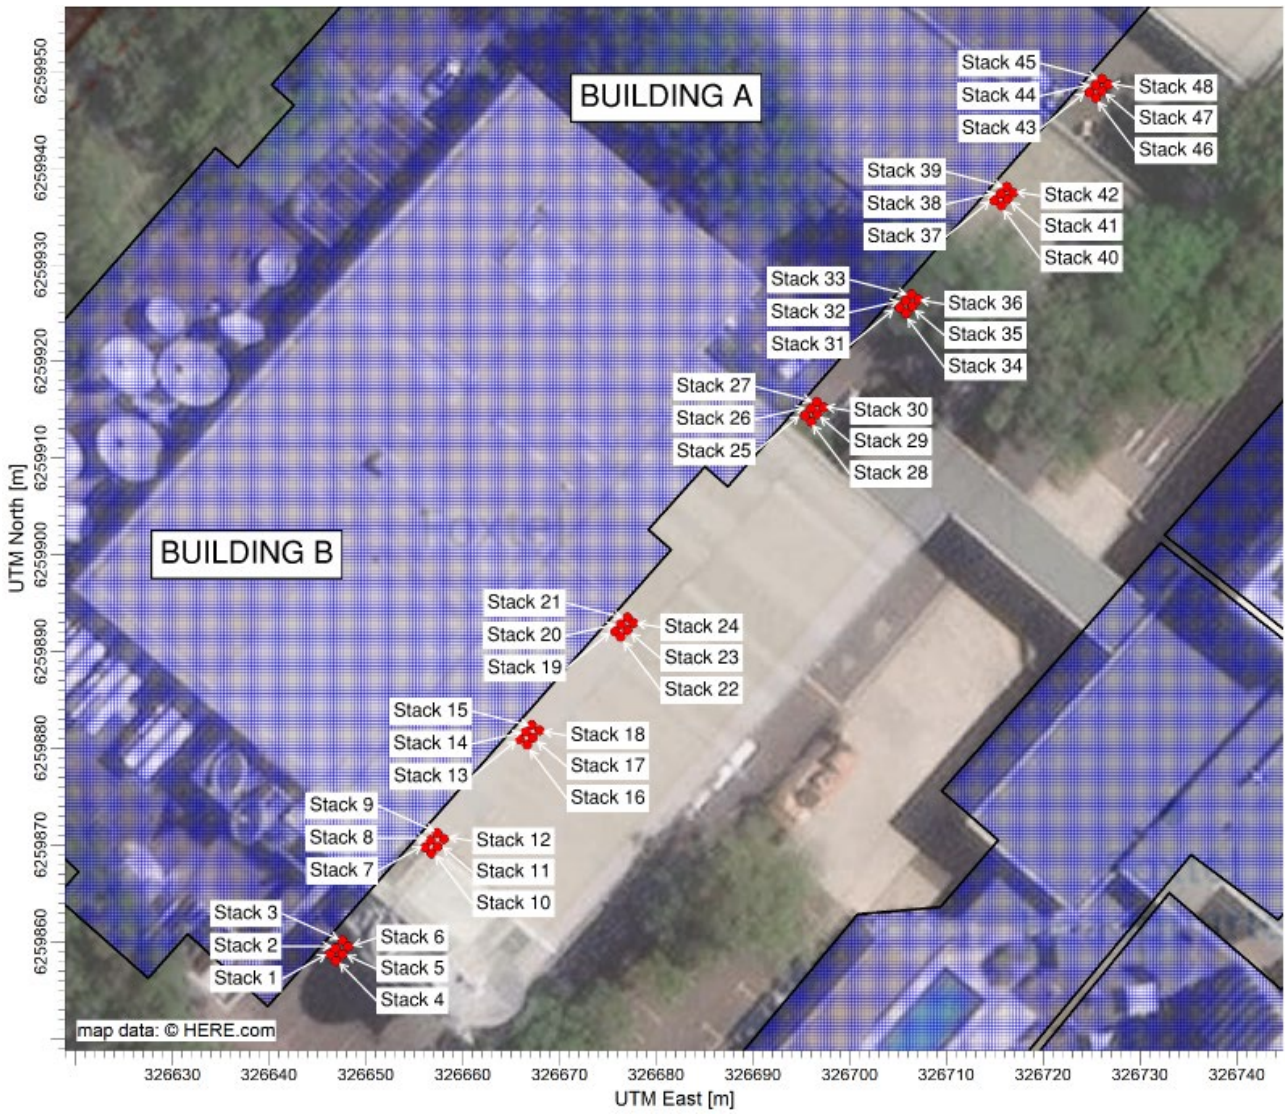 BUILDING A
BUILDING B
Stack 45
Stack 44
Stack 43
Stack 48
Stack 47
Stack 46
Stack 39
Stack 38
Stack 37
Stack 42
Stack 41
Stack 40
Stack 33
Stack 32
Stack 31
Stack 36
Stack 35
Stack 34
Stack 27
Stack 26
Stack 25
Stack 30
Stack 29
Stack 28
Stack 21
Stack 20
Stack 19
Stack 24
Stack 23
Stack 22
Stack 15
Stack 14
Stack 13
Stack 18
Stack 17
Stack 16
Stack 9
Stack 8
Stack 7
Stack 12
Stack 11
Stack 10
Stack 3
Stack 2
Stack 1
Stack 6
Stack 5
Stack 4
map data: © HERE.com
UTM North [m]
6259950
6259940
6259930
6259920
6259910
6259900
6259890
6259880
6259870
6259860
326630 326640 326650 326660 326670 326680 326690 326700 326710 326720 326730 326740
UTM East [m]